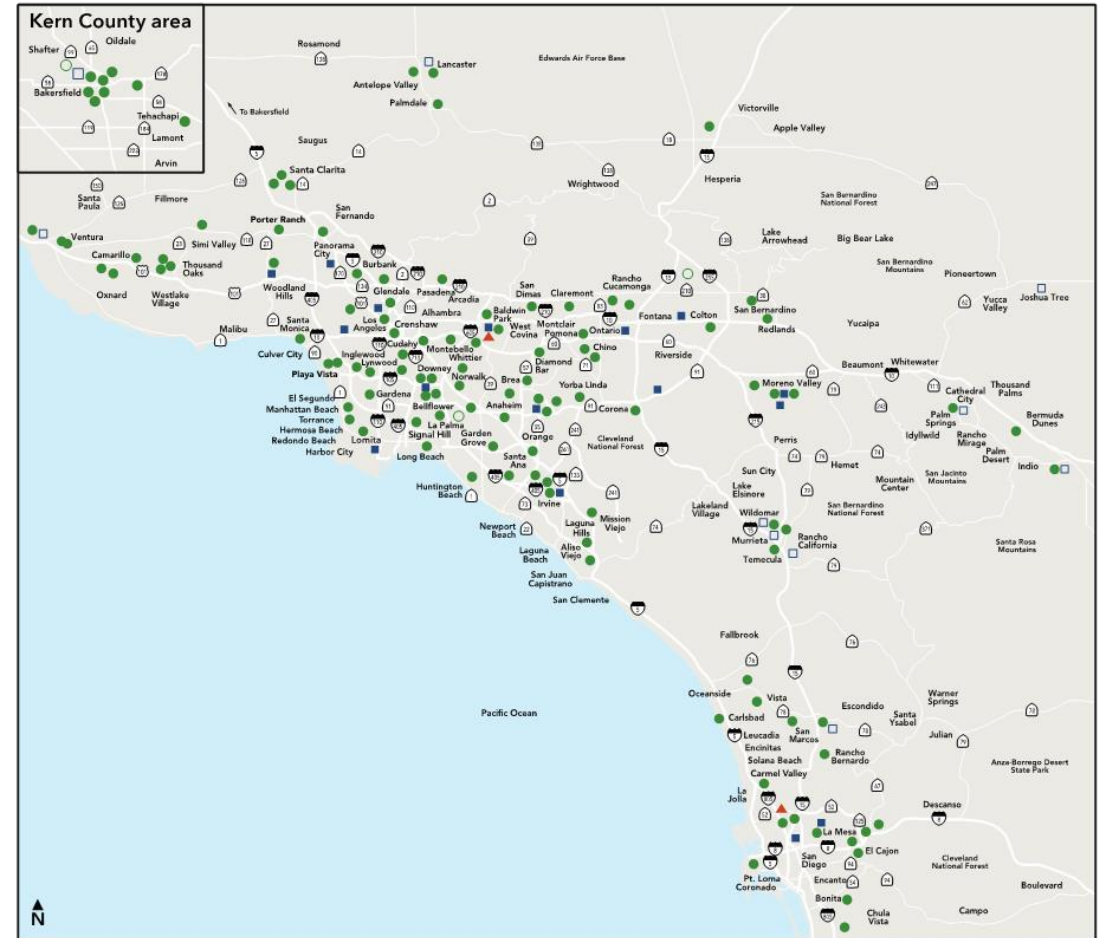 Kern County area
Oildale
Shafter
Bakersfield
Tehachapi
Lamont
Arvin
Rosamond
Lancaster
Edwards Air Force Base
Antelope Valley
Palmdale
To Bakersfield
Victorville
Apple Valley
Saugus
Santa Clarita
Wrightwood
Hesperia
San Bernardino
National Forest
Santa
Paula
Fillmore
San
Fernando
Porter Ranch
Ventura
Simi Valley
Panorama
City
Lake
Arrowhead
Big Bear Lake
San Bernardino
Mountains
Pioneertown
Camarillo
Thousand
Oaks
Burbank
Rancho
Cucamonga
Oxnard
Westlake
Village
Woodland
Hills
Glendale
Pasadena
Arcadia
San
Dimas
Claremont
Joshua Tree
Yucca
Valley
Malibu
Santa
Monica
Los
Angeles
Alhambra
Crenshaw
Baldwin
Park
West
Covina
Montclair
Pomona
Ontario
Fontana
Colton
San Bernardino
Redlands
Yucaipa
Culver City
Inglewood
Lynwood
Cudahy
Montebello
Whittier
Chino
Riverside
Playa Vista
Downey
Norwalk
Diamond
Bar
Brea
Yorba Linda
Beaumont
Whitewater
El Segundo
Manhattan Beach
Torrance
Hermosa Beach
Redondo Beach
Harbor City
Gardena
Bellflower
La Palma
Signal Hill
Lomita
Long Beach
Anaheim
Garden
Grove
Orange
Corona
Moreno Valley
Cathedral
City
Thousand
Palms
Palm
Springs
Bermuda
Dunes
Idyllwild
Rancho
Mirage
Palm
Desert
Indio
Cleveland
National Forest
Perris
Hemet
Sun City
Mountain
Center
San Jacinto
Mountains
Santa
Ana
Huntington
Beach
Irvine
Lake
Elsinore
Lakeland
Village
Wildomar
San Bernardino
National Forest
Newport
Beach
Laguna
Hills
Mission
Viejo
Murrieta
Rancho
California
Temecula
Santa Rosa
Mountains
Laguna
Beach
Aliso
Viejo
San Juan
Capistrano
San Clemente
Fallbrook
Oceanside
Vista
Warner
Springs
Pacific Ocean
Carlsbad
San
Marcos
Escondido
Santa
Ysabel
Leucadia
Encinitas
Solana Beach
Carmel Valley
Rancho
Bernardo
Julian
Anza-Borrego Desert
State Park
La
Jolla
Descanso
La Mesa
El Cajon
San
Diego
Cleveland
National Forest
Pt. Loma
Coronado
Encanto
Boulevard
Bonita
Chula
Vista
Campo
N